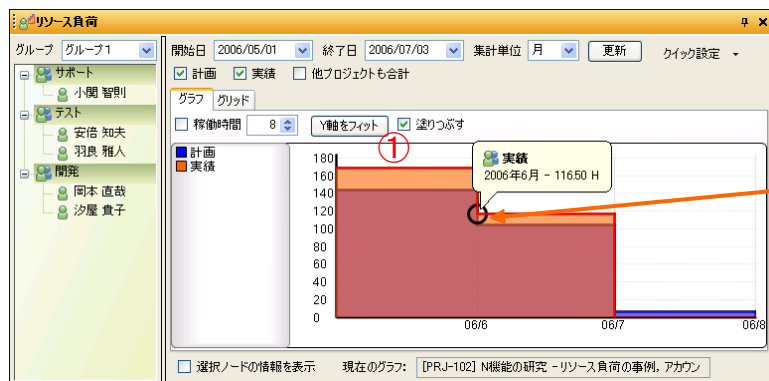 リソース負荷
グループ グループ1
サポート
小関 智則
テスト
安倍 知夫
羽良 雅人
開発
岡本 直哉
汐屋 貴子
開始日 2006/05/01 終了日 2006/07/03 集計単位 月 更新 クイック設定
計画 実績 他プロジェクトも合計
グラフ グリッド
稼働時間 8 Y軸をフィット 塗りつぶす
①
計画
実績
実績
2006年6月 - 116.50 H
180
160
140
120
100
80
60
40
20
0
06/6 06/7 06/8
選択ノードの情報を表示 現在のグラフ: [PRJ-102] N機能の研究 -リソース負荷の事例, アカウン